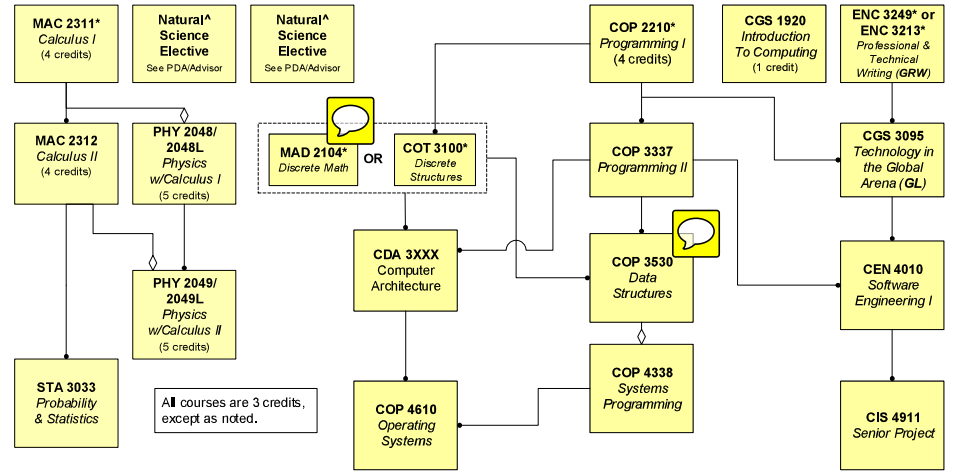 MAC 2311*
Calculus I
(4 credits)
Natural^
Science
Elective
See PDA/Advisor
Natural^
Science
Elective
See PDA/Advisor
COP 2210*
Programming I
(4 credits)
CGS 1920
Introduction
To Computing
(1 credit)
ENC 3249* or
ENC 3213*
Professional &
Technical
Writing (GRW)
MAC 2312
Calculus II
(4 credits)
PHY 2048/
2048L
Physics
w/Calculus I
(5 credits)
MAD 2104*
Discrete Math
OR
COT 3100*
Discrete
Structures
COP 3337
Programming II
CGS 3095
Technology in
the Global
Arena (GL)
CDA 3XXX
Computer
Architecture
COP 3530
Data
Structures
CEN 4010
Software
Engineering I
PHY 2049/
2049L
Physics
w/Calculus II
(5 credits)
STA 3033
Probability
& Statistics
All courses are 3 credits,
except as noted.
COP 4610
Operating
Systems
COP 4338
Systems
Programming
CIS 4911
Senior Project